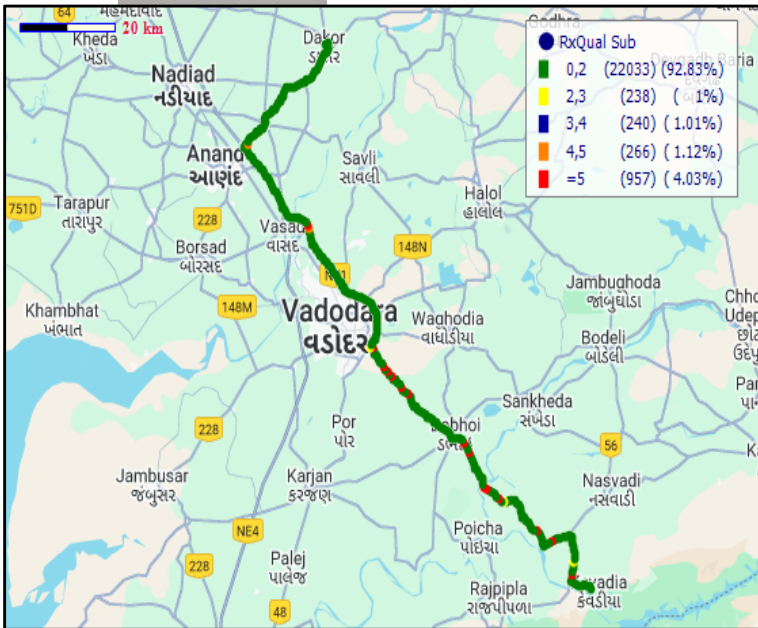 64
20 km
Kheda
ખેડા
Dakor
Nadiad
નડીયાદ
Godhra
RxQual Sub
0,2 (22033) (92.83%)
2,3 (238) ( 1%)
3,4 (240) ( 1.01%)
4,5 (266) ( 1.12%)
=5 (957) ( 4.03%)
Anand
આણંદ
Savli
સાવલી
Halol
હાલોલ
751D
Tarapur
તારાપુર
228
Vasad
વાસદ
Borsad
બોરસદ
148N
Khambhat
ખંભાત
148M
Vadodara
વડોદરા
Waghodiya
વાઘોડીયા
Jambughoda
જાંબુઘોડા
Bodeli
બોડેલી
Sankheda
સંખેડા
Por
પોર
228
56
Jambusar
જંબુસર
Karjan
કરજણ
Nasvadi
નસવાડી
NE4
Poicha
પોઇચા
228
Palej
પાલેજ
48
Rajpipla
રાજપીપળા
કેવડીયા